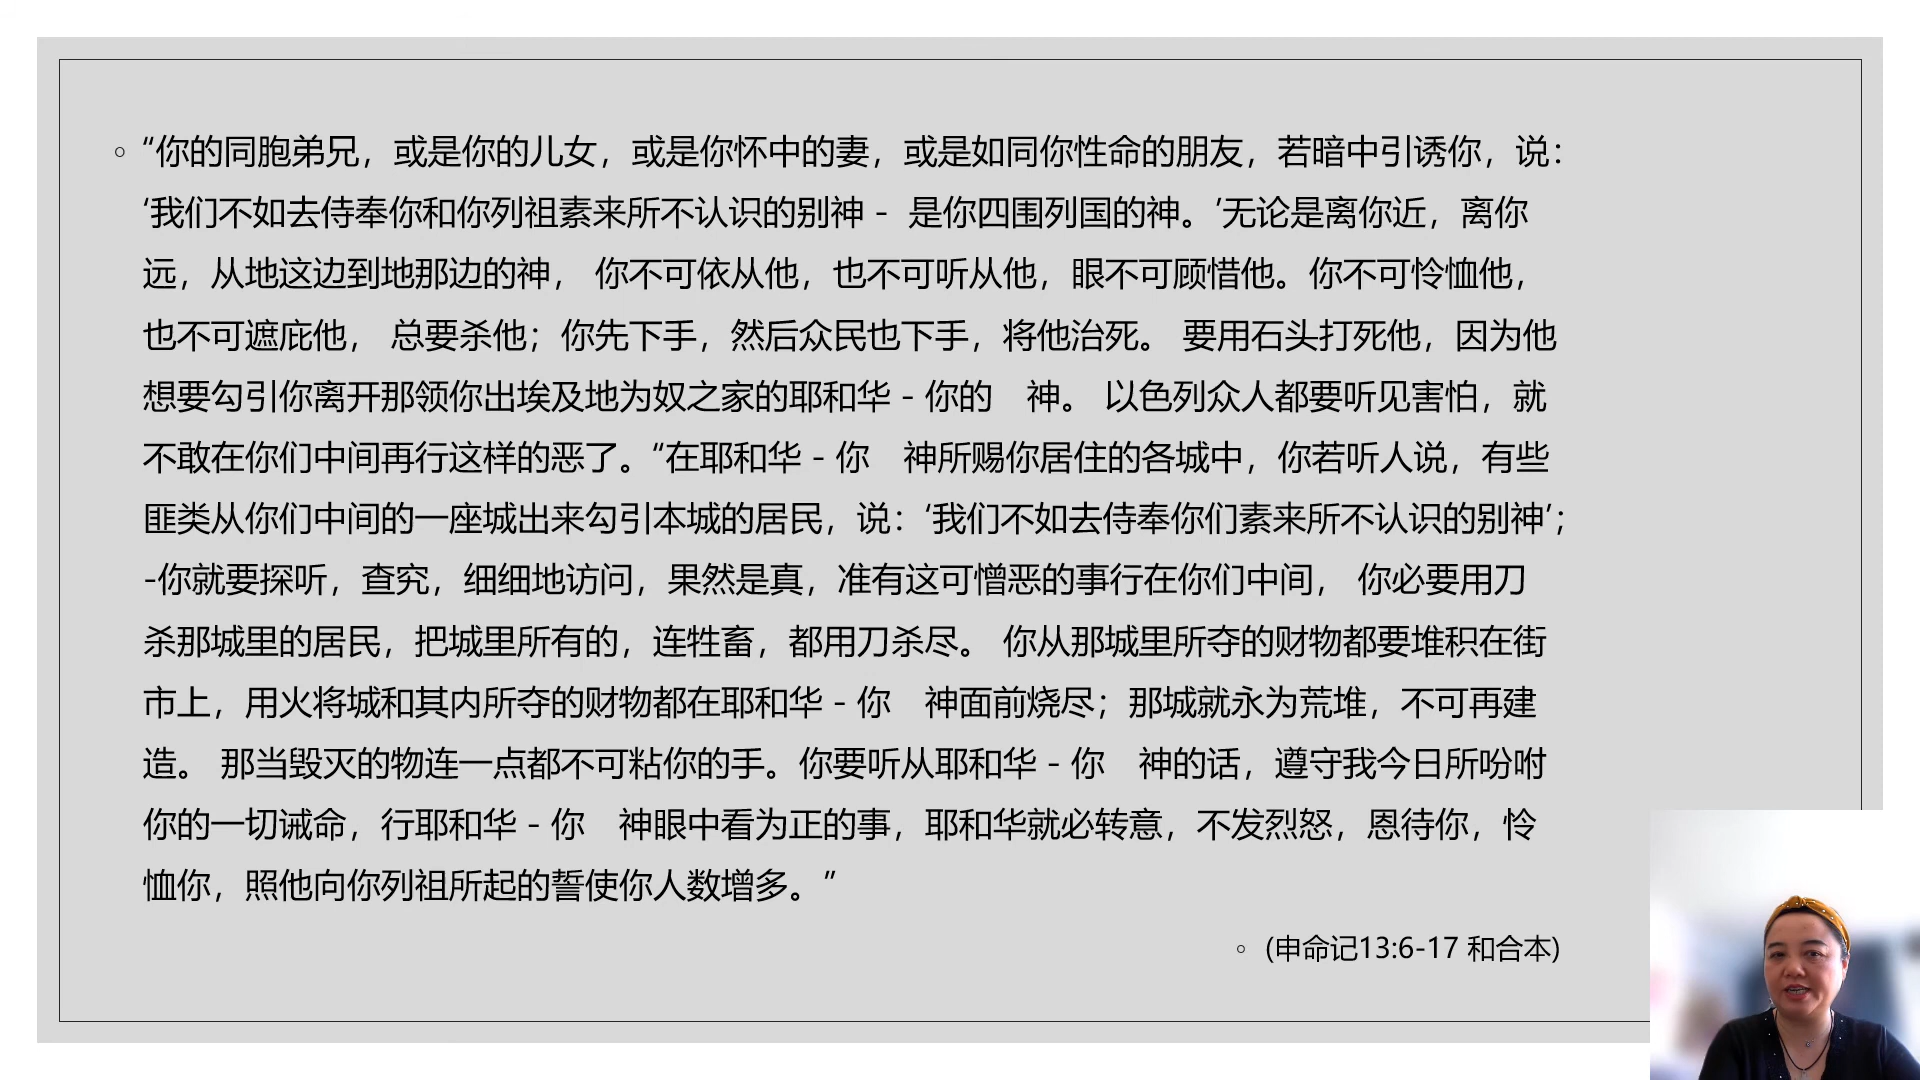 “你的同胞弟兄，或是你的儿女，或是你怀中的妻，或是如同你性命的朋友，若暗中引诱你，说：
‘我们不如去侍奉你和你列祖素来所不认识的别神 - 是你四围列国的神。’无论是离你近，离你
远，从地这边到地那边的神， 你不可依从他，也不可听从他，眼不可顾惜他。你不可怜恤他，
也不可遮庇他， 总要杀他；你先下手，然后众民也下手，将他治死。 要用石头打死他，因为他
想要勾引你离开那领你出埃及地为奴之家的耶和华 - 你的　神。 以色列众人都要听见害怕，就
不敢在你们中间再行这样的恶了。“在耶和华 - 你　神所赐你居住的各城中，你若听人说，有些
匪类从你们中间的一座城出来勾引本城的居民，说：‘我们不如去侍奉你们素来所不认识的别神’；
-你就要探听，查究，细细地访问，果然是真，准有这可憎恶的事行在你们中间， 你必要用刀
杀那城里的居民，把城里所有的，连牲畜，都用刀杀尽。 你从那城里所夺的财物都要堆积在街
市上，用火将城和其内所夺的财物都在耶和华 - 你　神面前烧尽；那城就永为荒堆，不可再建
造。 那当毁灭的物连一点都不可粘你的手。你要听从耶和华 - 你　神的话，遵守我今日所吩咐
你的一切诫命，行耶和华 - 你　神眼中看为正的事，耶和华就必转意，不发烈怒，恩待你，怜
恤你，照他向你列祖所起的誓使你人数增多。”
(申命记13:6-17 和合本)